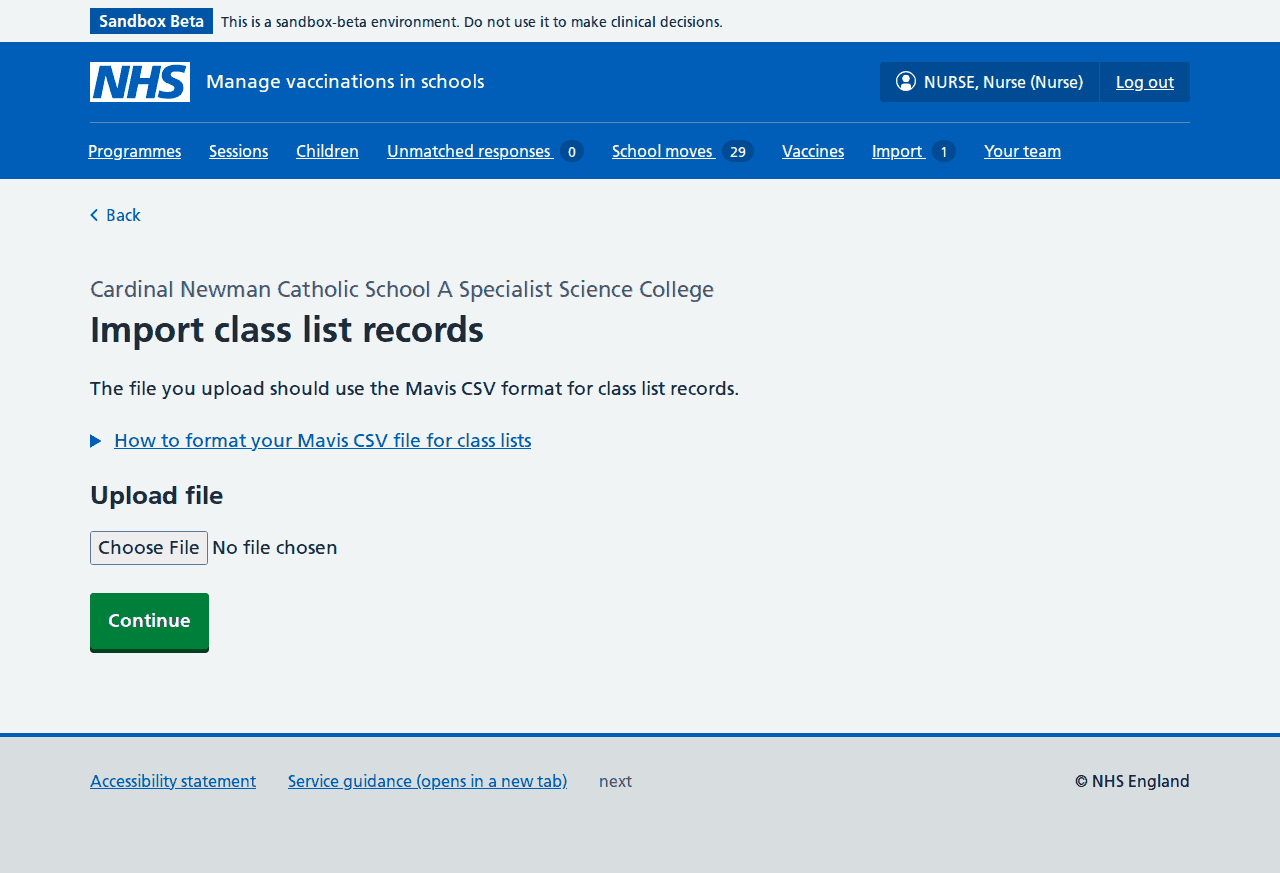 Sandbox Beta This is a sandbox-beta environment. Do not use it to make clinical decisions.
NHS Manage vaccinations in schools NURSE, Nurse (Nurse) Log out
Programmes Sessions Children Unmatched responses 0 School moves 29 Vaccines Import 1 Your team
Back
Cardinal Newman Catholic School A Specialist Science College
Import class list records
The file you upload should use the Mavis CSV format for class list records.
How to format your Mavis CSV file for class lists
Upload file
Choose File No file chosen
Continue
Accessibility statement Service guidance (opens in a new tab) next © NHS England